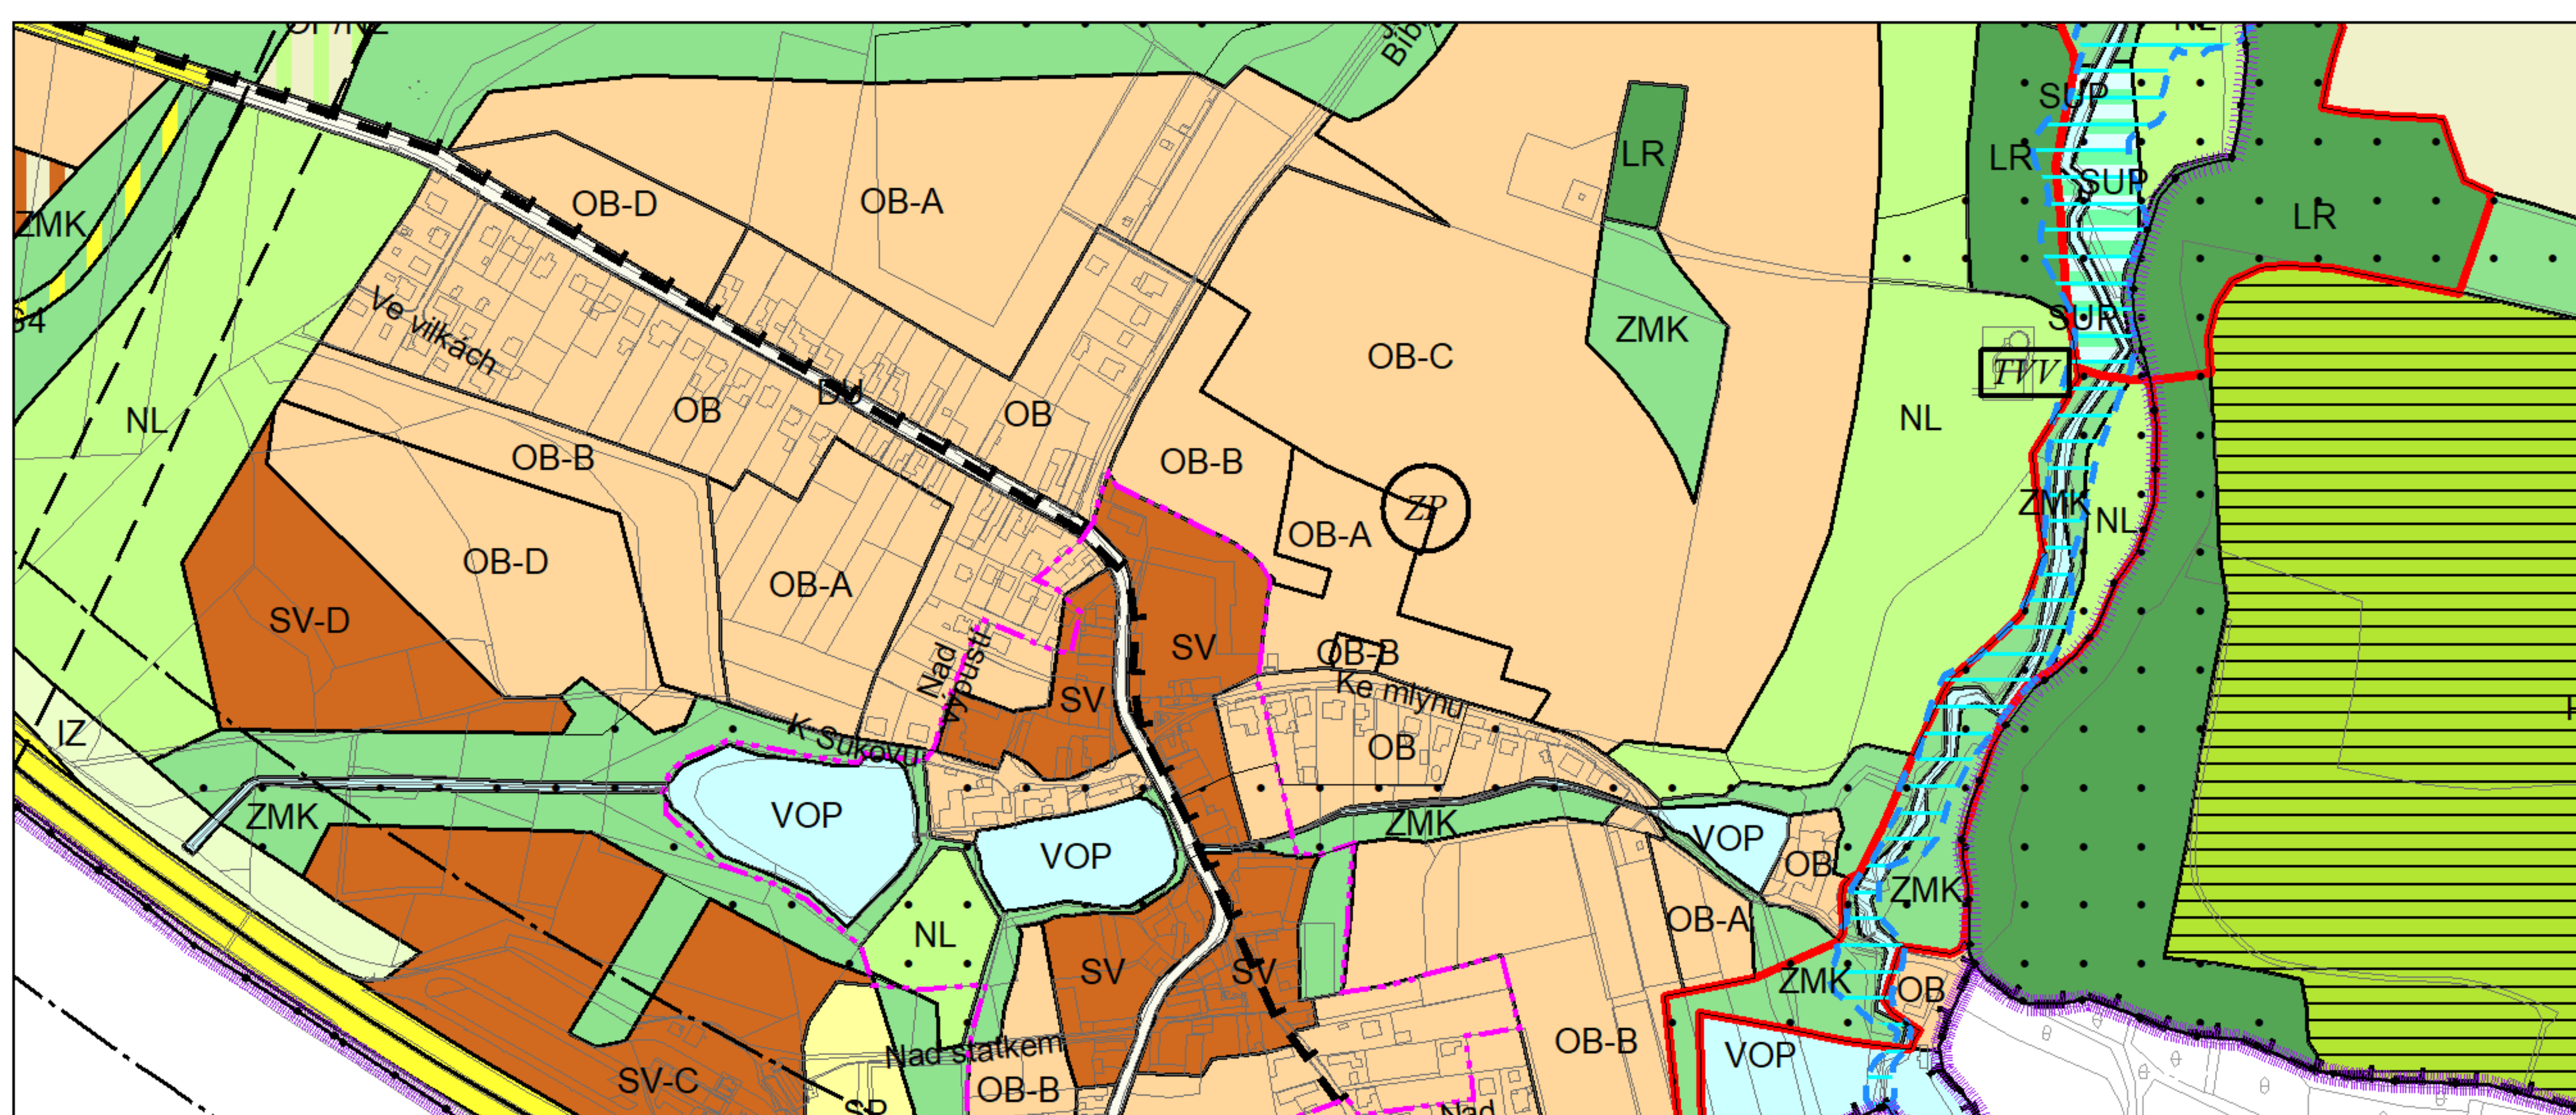 SUP
LR
LR
SUP
LR
OB-D
OB-A
ZMK
Ve vilkách
SUP
ZMK
OB-C
TVV
DU
OB
OB
NL
NL
OB-B
OB-B
ZMK
NL
ZP
OB-A
OB-D
OB-A
SV-D
SV
OB-B
Nad
výpustí
SV
Ke mlýnu
IZ
K Sukovu
OB
VOP
ZMK
ZMK
VOP
VOP
OB
ZMK
OB-A
NL
SV
SV
ZMK
OB
Nad statkem
OB-B
VOP
SV-C
OB-B
Nad